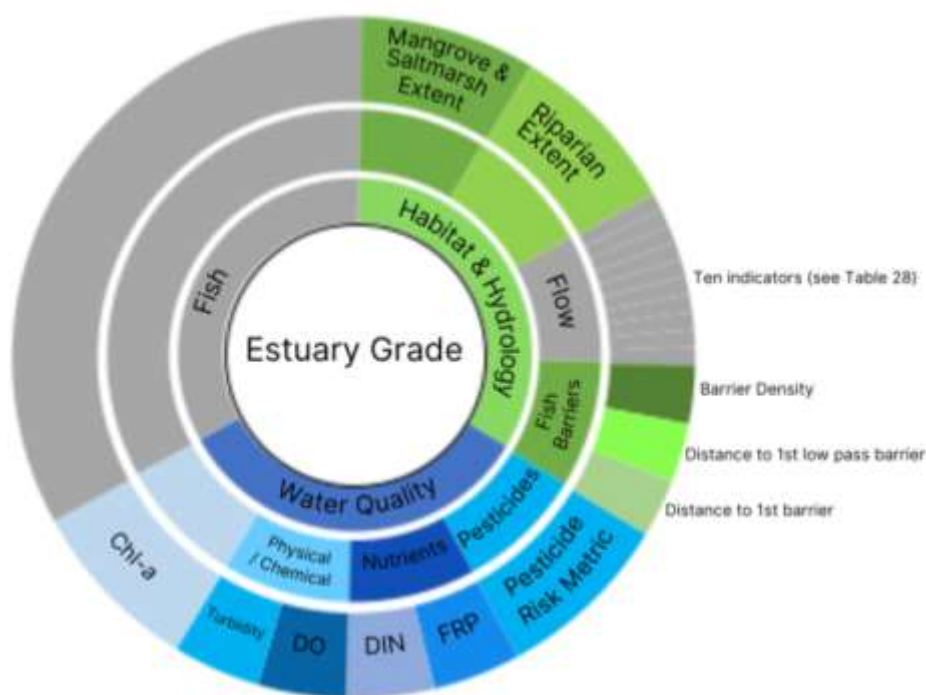 Mangrove &
Saltmarsh
Extent
Riparian
Extent
Habitat & Hydrology
Fish
Flow
Ten indicators (see Table 28)
Estuary Grade
Barrier Density
Fish
Barriers
Distance to 1st low pass barrier
Distance to 1st barrier
Water Quality
Pesticides
Nutrients
Physical
/ Chemical
Chl-a
Pesticide
Risk Metric
Turbidity
DO
DIN
FRP